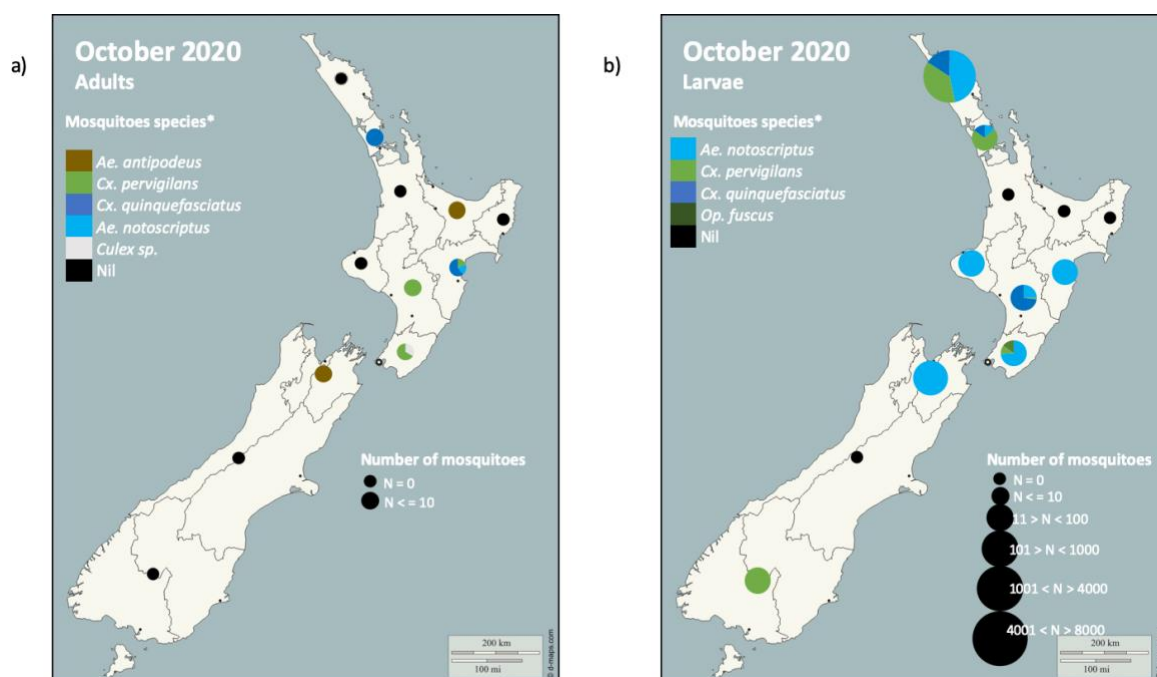 a)
October 2020
Adults
Mosquitoes species*
Ae. antipodeus
Cx. pervigilans
Cx. quinquefasciatus
Ae. notoscriptus
Culex sp.
Nil
Number of mosquitoes
N = 0
N < = 10
200 km
100 mi
© d-maps.com
b)
October 2020
Larvae
Mosquitoes species*
Ae. notoscriptus
Cx. pervigilans
Cx. quinquefasciatus
Op. fuscus
Nil
Number of mosquitoes
N = 0
N < = 10
11 > N < 100
101 > N < 1000
1001 < N > 4000
4001 < N > 8000
200 km
100 mi